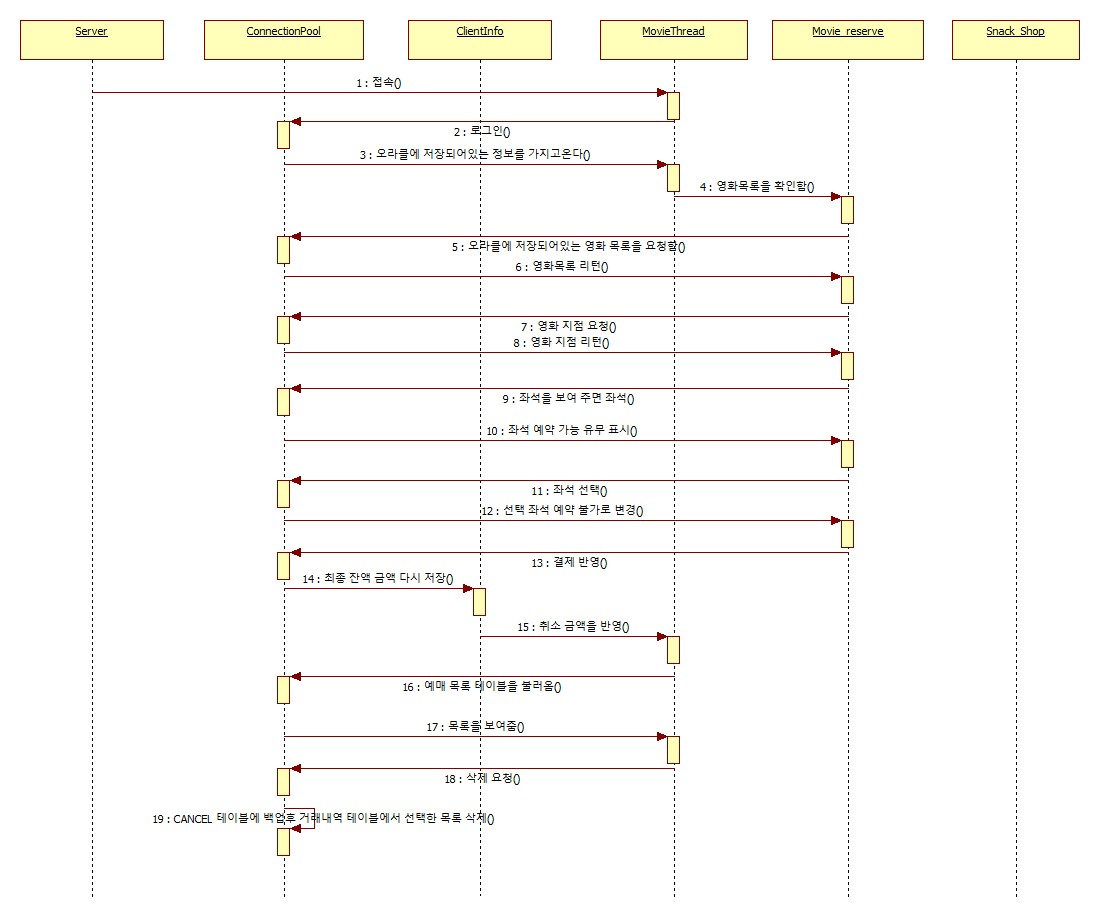 Server
ConnectionPool
ClientInfo
MovieThread
Movie_reserve
Snack_Shop
1 : 접속()
2 : 로그인()
3 : 오라클에 저장되어있는 정보를 가지고온다()
4 : 영화목록을 확인함()
5 : 오라클에 저장되어있는 영화 목록을 요청함()
6 : 영화목록 리턴()
7 : 영화 지점 요청()
8 : 영화 지점 리턴()
9 : 좌석을 보여 주면 좌석()
10 : 좌석 예약 가능 유무 표시()
11 : 좌석 선택()
12 : 선택 좌석 예약 불가로 변경()
13 : 결제 반영()
14 : 최종 잔액 금액 다시 저장()
15 : 취소 금액을 반영()
16 : 예매 목록 테이블을 불러옴()
17 : 목록을 보여줌()
18 : 삭제 요청()
19 : CANCEL 테이블에 백업후 거래내역 테이블에서 선택한 목록 삭제()